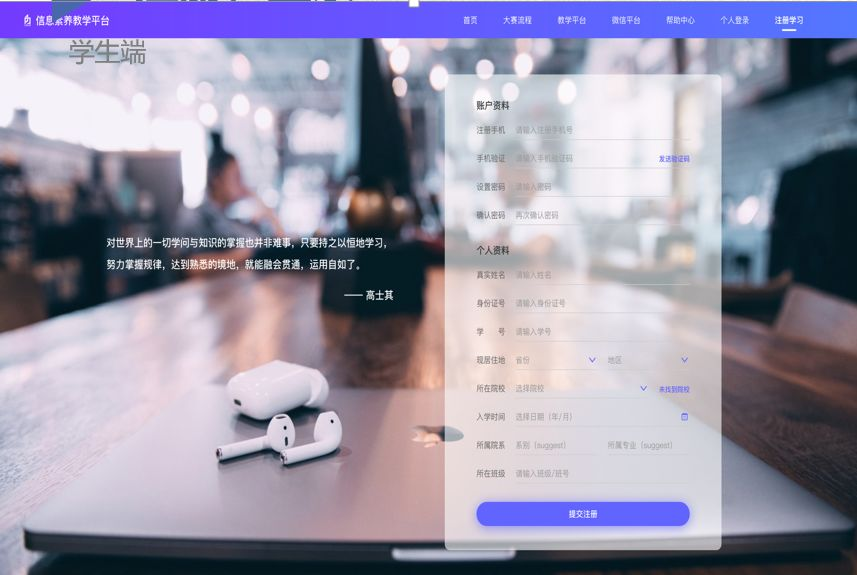 信息素养教学平台
首页 大赛流程 教学平台 微信平台 帮助中心 个人登录 注册学习
学生端
对世界上的一切学问与知识的掌握也并非难事，只要持之以恒地学习，
努力掌握规律，达到熟悉的境地，就能融会贯通，运用自如了。
—— 高士其
账户资料
注册手机 请输入注册手机号
手机验证 请输入手机验证码 发送验证码
设置密码 请输入密码
确认密码 再次确认密码
个人资料
真实姓名 请输入姓名
身份证号 请输入身份证号
学 号 请输入学号
现居住地 省份 地区
所在院校 选择院校 未找到院校
入学时间 选择日期（年/月）
所属院系 系别（suggest） 所属专业（suggest）
所在班级 请输入班级/班号
提交注册